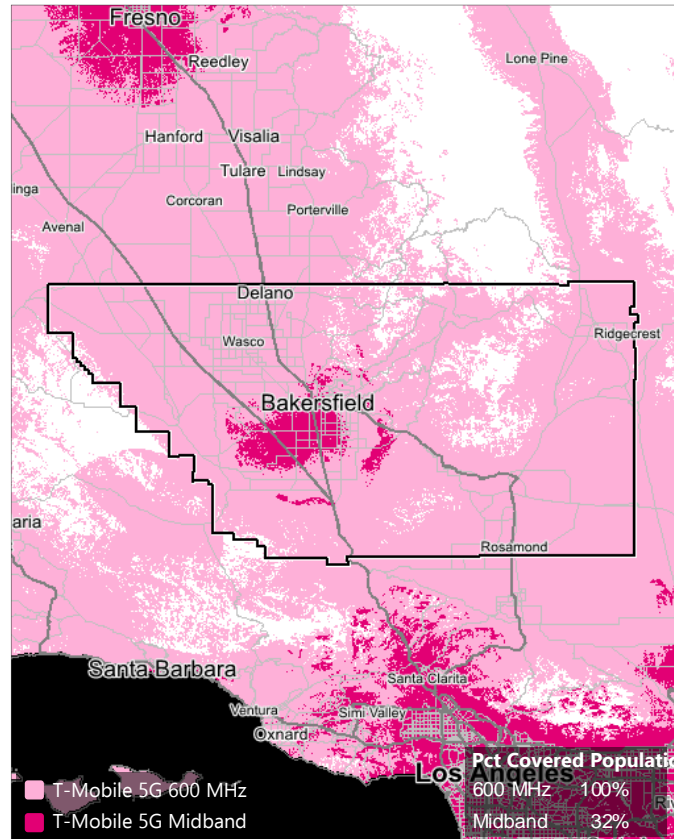 Fresno
Lone Pine
Reedley
Hanford
Visalia
Tulare
Lindsay
inga
Corcoran
Porterville
Avenal
Delano
Ridgecrest
Wasco
Bakersfield
aria
Rosamond
Santa Barbara
Santa Clarita
Ventura
Simi Valley
Oxnard
Los Angeles
T-Mobile 5G 600 MHz
T-Mobile 5G Midband
Pct Covered Populatio
600 MHz 100%
Midband 32%